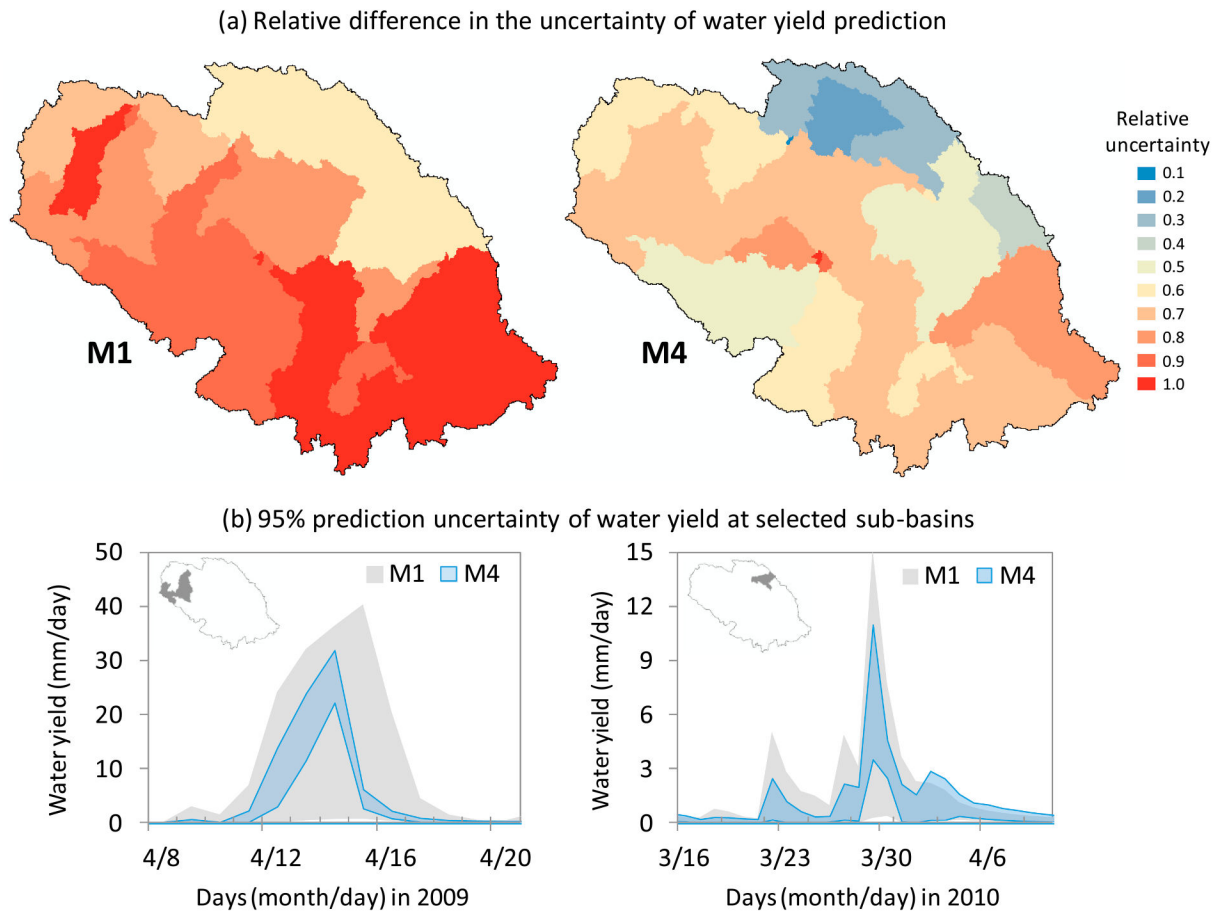 (a) Relative difference in the uncertainty of water yield prediction
M1
M4
Relative
uncertainty
0.1
0.2
0.3
0.4
0.5
0.6
0.7
0.8
0.9
1.0
(b) 95% prediction uncertainty of water yield at selected sub-basins
Water yield (mm/day)
50
40
30
20
10
0
M1 M4
4/8 4/12 4/16 4/20
Days (month/day) in 2009
Water yield (mm/day)
15
12
9
6
3
0
M1 M4
3/16 3/23 3/30 4/6
Days (month/day) in 2010